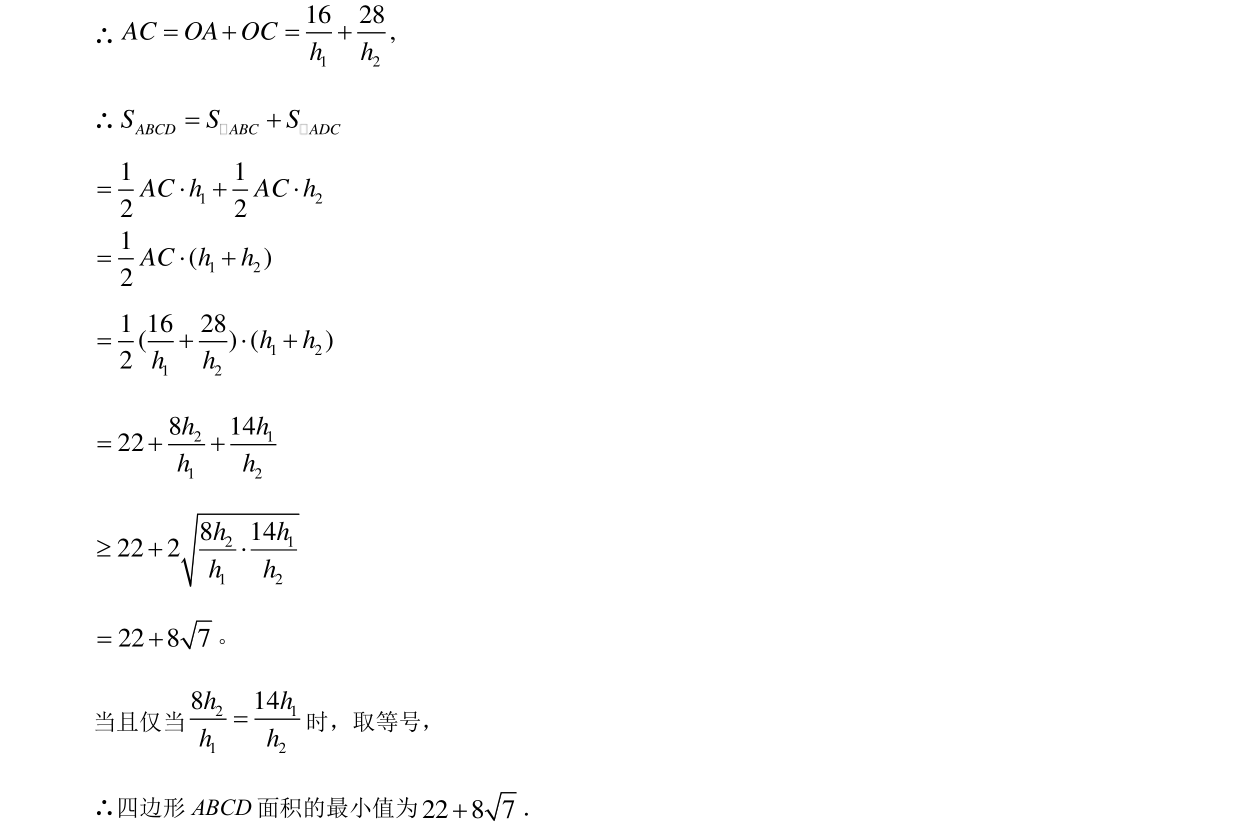 ∴ AC = OA + OC = 16/h₁ + 28/h₂,
∴ S_ABCD = S_□ABC + S_□ADC
= 1/2 AC · h₁ + 1/2 AC · h₂
= 1/2 AC · (h₁ + h₂)
= 1/2 (16/h₁ + 28/h₂) · (h₁ + h₂)
= 22 + 8h₂/h₁ + 14h₁/h₂
≥ 22 + 2√(8h₂/h₁ · 14h₁/h₂)
= 22 + 8√7 。
当且仅当 8h₂/h₁ = 14h₁/h₂ 时，取等号，
∴四边形 ABCD 面积的最小值为 22 + 8√7 .